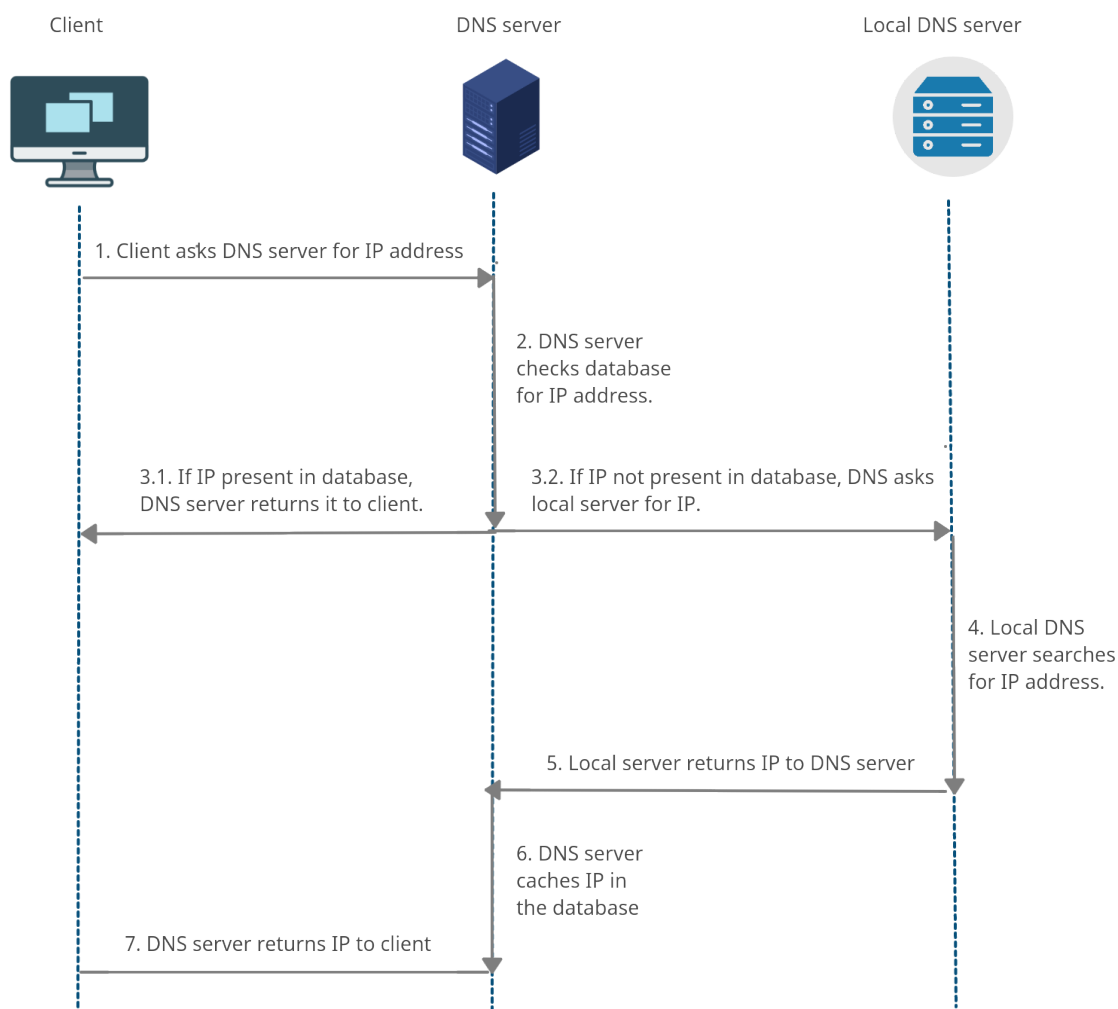 Client
DNS server
Local DNS server
1. Client asks DNS server for IP address
2. DNS server
checks database
for IP address.
3.1. If IP present in database,
DNS server returns it to client.
3.2. If IP not present in database, DNS asks
local server for IP.
4. Local DNS
server searches
for IP address.
5. Local server returns IP to DNS server
6. DNS server
caches IP in
the database
7. DNS server returns IP to client